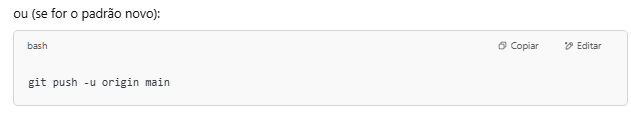 ou (se for o padrão novo):
bash Copiar Editar
git push -u origin main